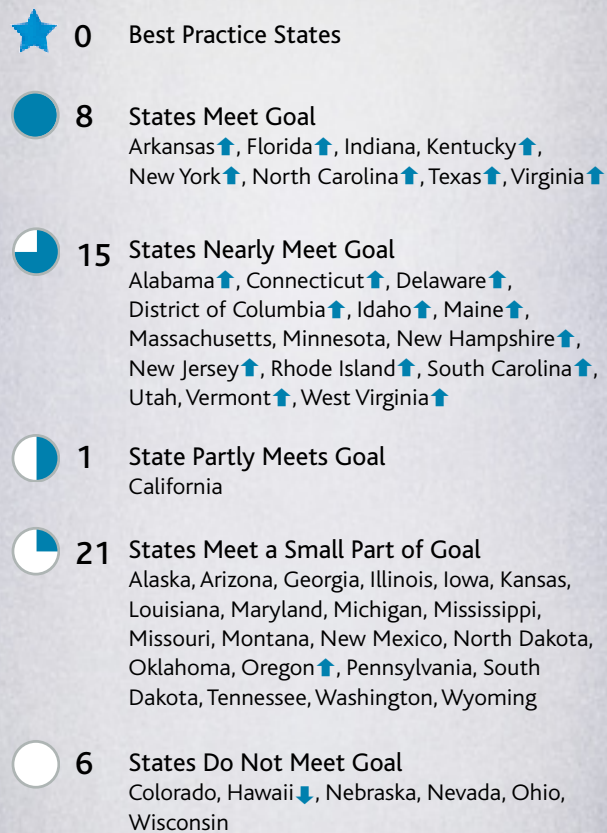 0 Best Practice States
8 States Meet Goal
Arkansas⬆, Florida⬆, Indiana, Kentucky⬆,
New York⬆, North Carolina⬆, Texas⬆, Virginia⬆
15 States Nearly Meet Goal
Alabama⬆, Connecticut⬆, Delaware⬆,
District of Columbia⬆, Idaho⬆, Maine⬆,
Massachusetts, Minnesota, New Hampshire⬆,
New Jersey⬆, Rhode Island⬆, South Carolina⬆,
Utah, Vermont⬆, West Virginia⬆
1 State Partly Meets Goal
California
21 States Meet a Small Part of Goal
Alaska, Arizona, Georgia, Illinois, Iowa, Kansas,
Louisiana, Maryland, Michigan, Mississippi,
Missouri, Montana, New Mexico, North Dakota,
Oklahoma, Oregon⬆, Pennsylvania, South
Dakota, Tennessee, Washington, Wyoming
6 States Do Not Meet Goal
Colorado, Hawaii⬇, Nebraska, Nevada, Ohio,
Wisconsin